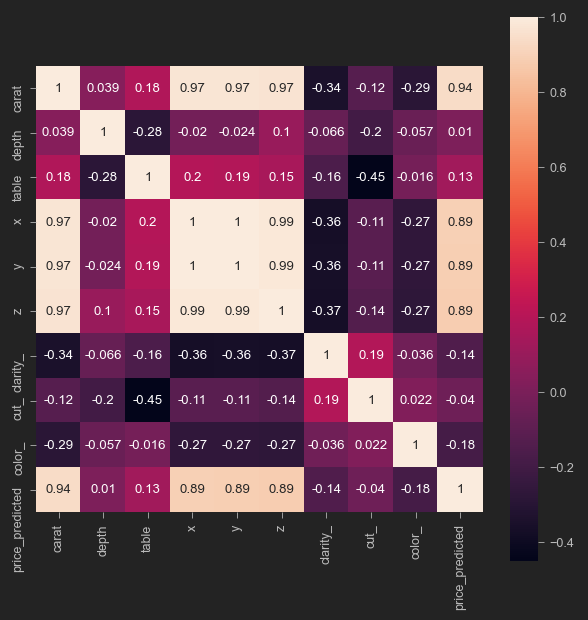 1.0
carat 1 0.039 0.18 0.97 0.97 0.97 -0.34 -0.12 -0.29 0.94
0.8
depth 0.039 1 -0.28 -0.02 -0.024 0.1 -0.066 -0.2 -0.057 0.01
table 0.18 -0.28 1 0.2 0.19 0.15 -0.16 -0.45 -0.016 0.13
0.6
x 0.97 -0.02 0.2 1 1 0.99 -0.36 -0.11 -0.27 0.89
0.4
y 0.97 -0.024 0.19 1 1 0.99 -0.36 -0.11 -0.27 0.89
z 0.97 0.1 0.15 0.99 0.99 1 -0.37 -0.14 -0.27 0.89
0.2
clarity_ -0.34 -0.066 -0.16 -0.36 -0.36 -0.37 1 0.19 -0.036 -0.14
0.0
cut_ -0.12 -0.2 -0.45 -0.11 -0.11 -0.14 0.19 1 0.022 -0.04
color_ -0.29 -0.057 -0.016 -0.27 -0.27 -0.27 -0.036 0.022 1 -0.18
−0.2
price_predicted 0.94 0.01 0.13 0.89 0.89 0.89 -0.14 -0.04 -0.18 1
−0.4
carat depth table x y z clarity_ cut_ color_ price_predicted